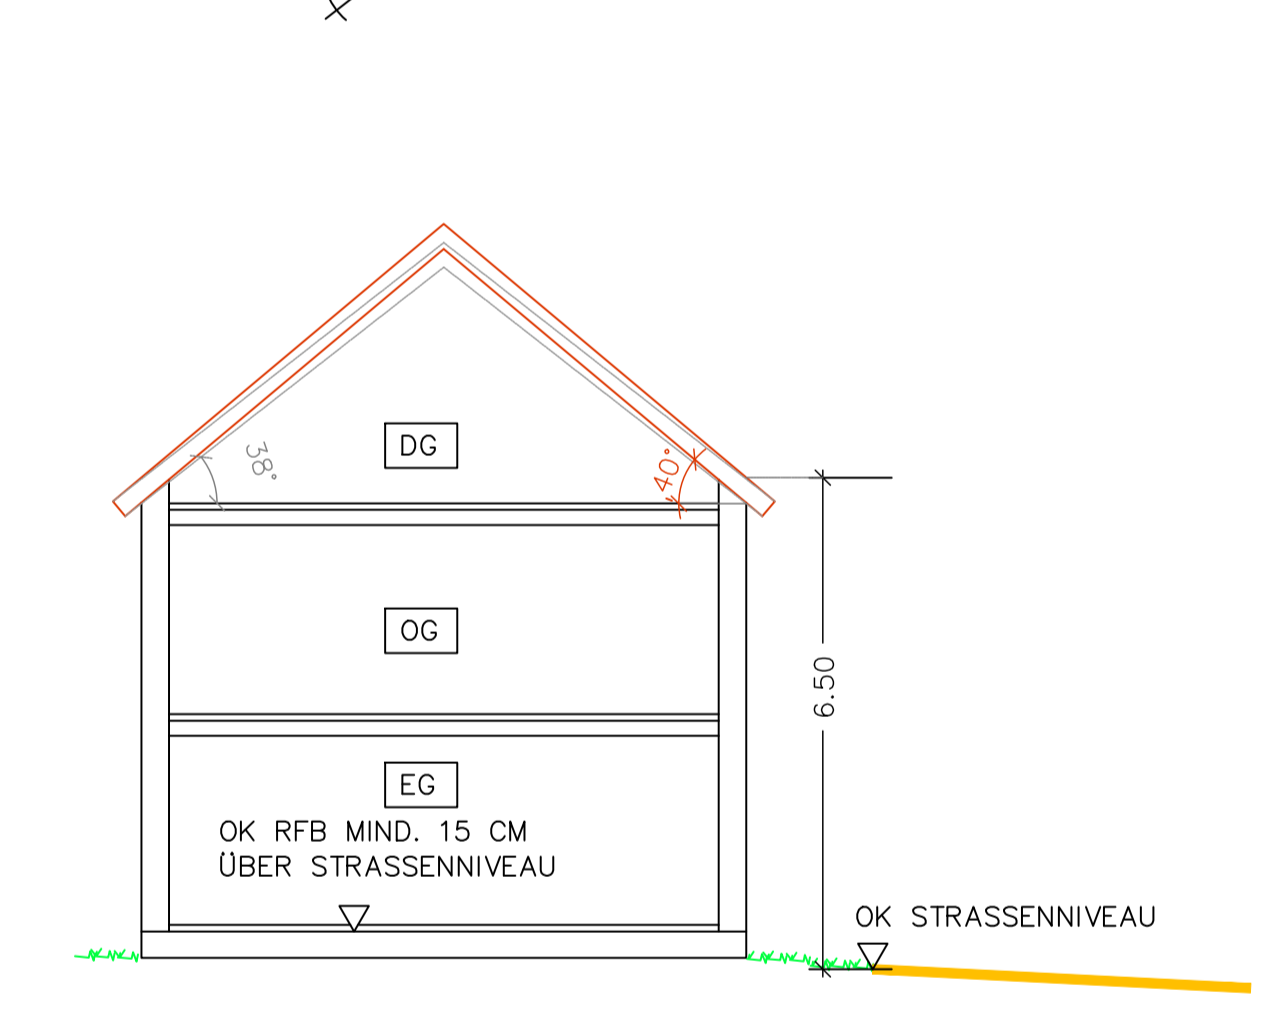 38°
40°
DG
OG
6.50
EG
OK RFB MIND. 15 CM
ÜBER STRASSENNIVEAU
OK STRASSENNIVEAU